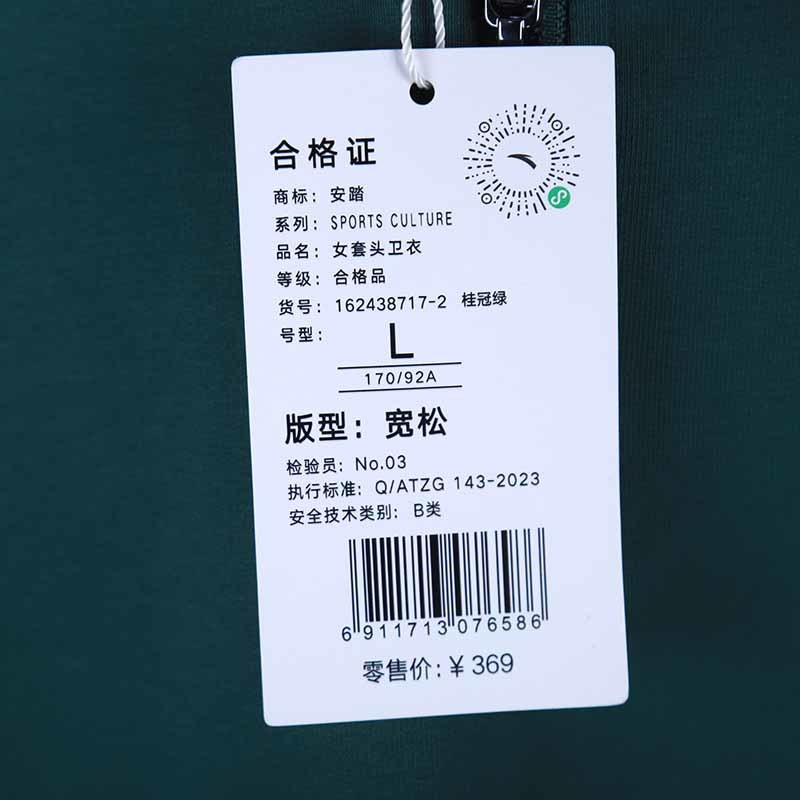 合格证
商标：安踏
系列：SPORTS CULTURE
品名：女套头卫衣
等级：合格品
货号：162438717-2 桂冠绿
号型：L
170/92A
版型：宽松
检验员：No.03
执行标准：Q/ATZG 143-2023
安全技术类别：B类
6 911713 076586
零售价：¥ 369